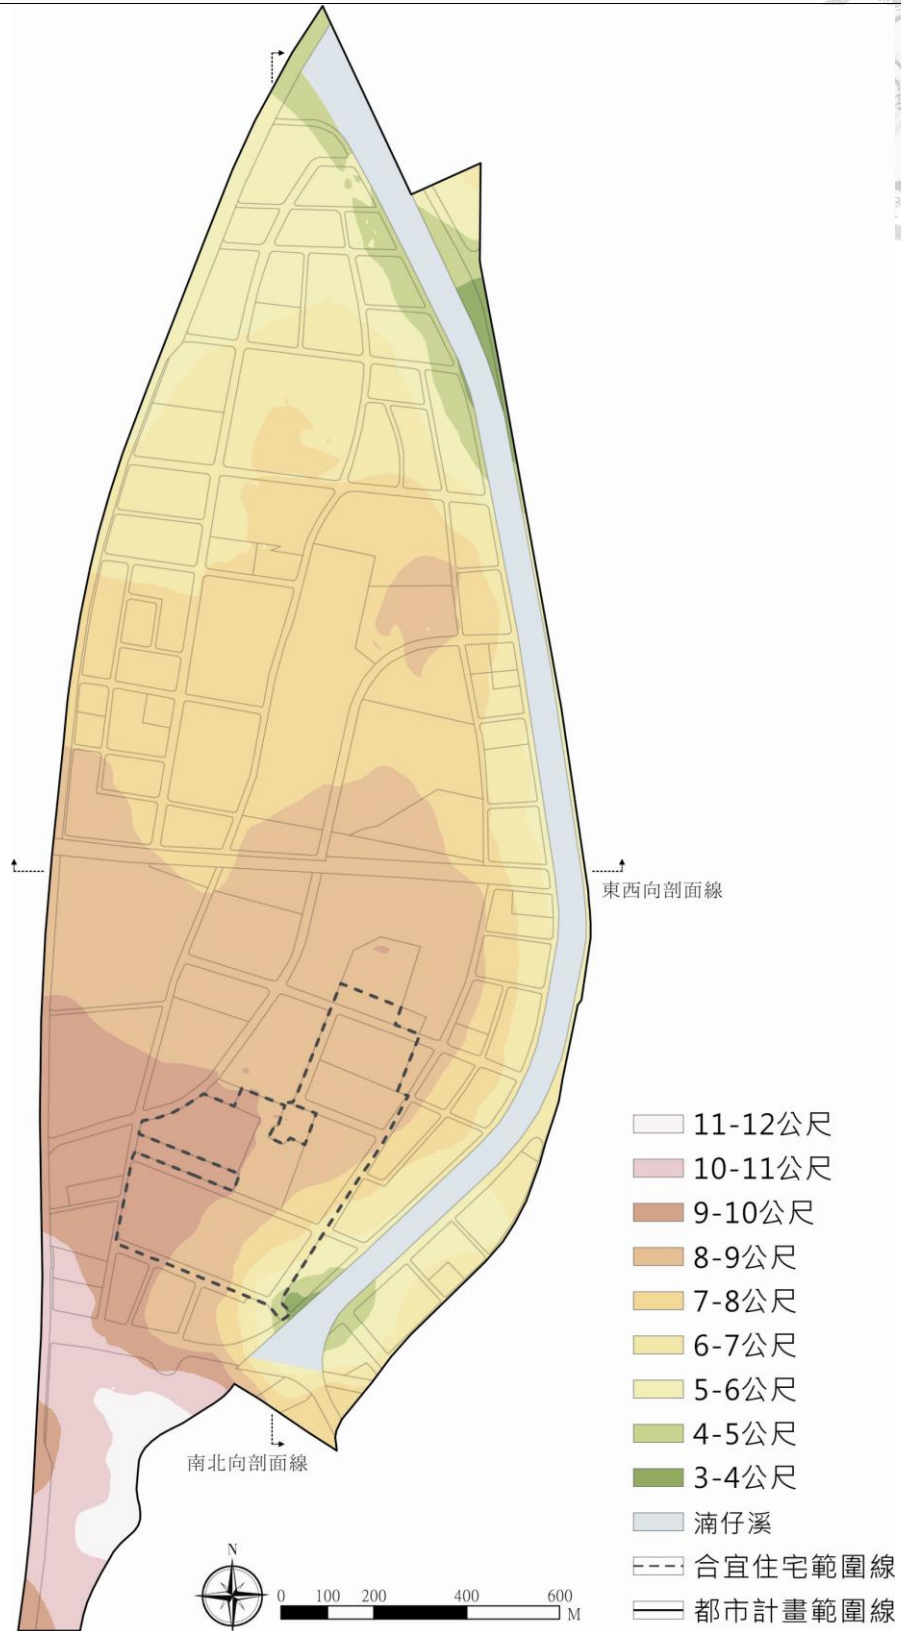 東西向剖面線
11-12公尺
10-11公尺
9-10公尺
8-9公尺
7-8公尺
6-7公尺
5-6公尺
4-5公尺
3-4公尺
湳仔溪
合宜住宅範圍線
都市計畫範圍線
南北向剖面線
N
0 100 200 400 600
M